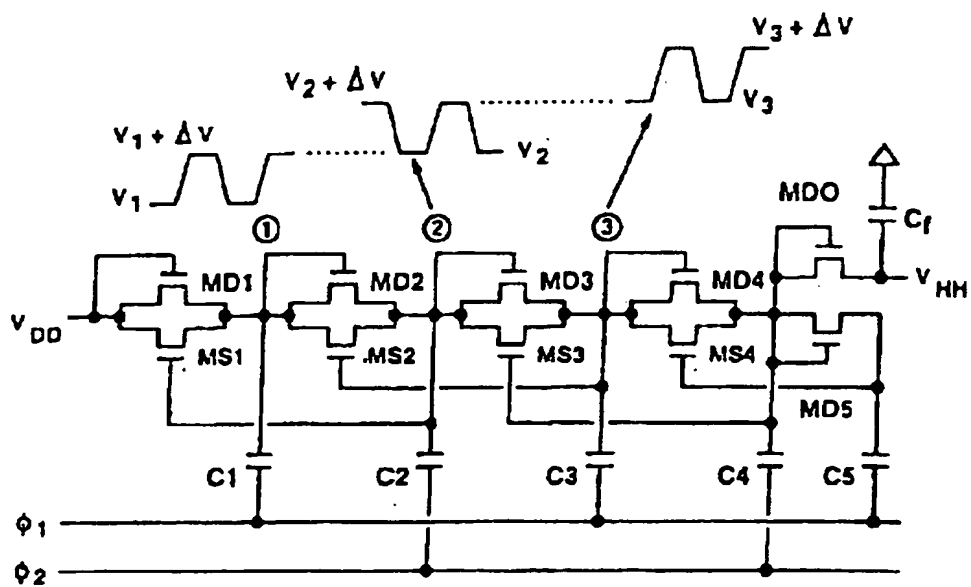 V3 + ΔV
V2 + ΔV
V3
V1 + ΔV
V2
V1
MDO
Cf
① ② ③
MD1 MD2 MD3 MD4
VHH
VDD
MS1 .MS2 MS3 MS4
MD5
C1 C2 C3 C4 C5
ϕ1
ϕ2